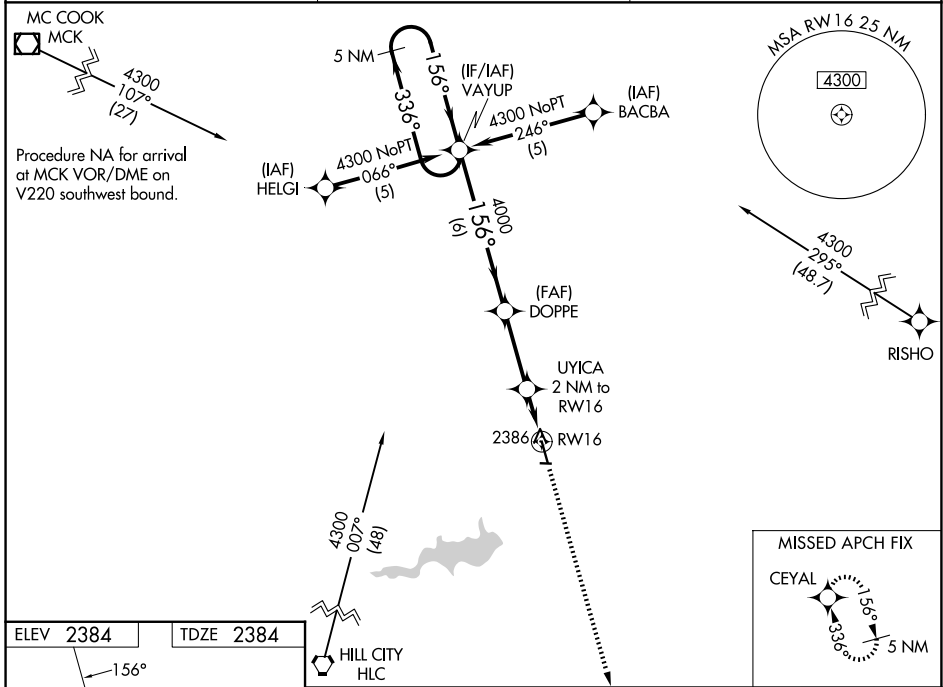 MC COOK
MCK
4300
107°
(27)
Procedure NA for arrival
at MCK VOR/DME on
V220 southwest bound.
5 NM
156°
336°
(IF/IAF)
VAYUP
4300 NoPT
246°
(5)
(IAF)
BACBA
(IAF)
HELGI
4300 NoPT
066°
(5)
MSA RW16 25 NM
4300
4000
156°
(6)
(FAF)
DOPPE
4300
295°
(48.7)
RISHO
UYICA
2 NM to
RW16
2386
RW16
4300
007°
(48)
HILL CITY
HLC
MISSED APCH FIX
CEYAL
156°
336°
5 NM
ELEV 2384
TDZE 2384
156°